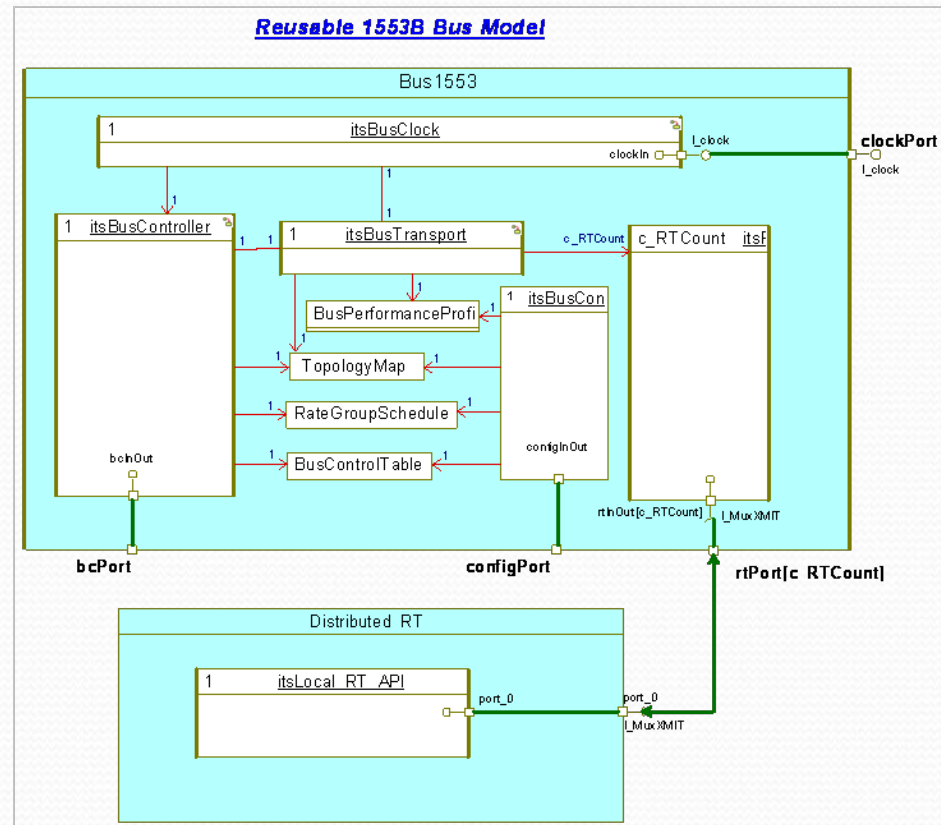 Reusable 1553B Bus Model
Bus1553
1 itsBusClock
clockIn
I_clock
clockPort
I_clock
1
1
1
1 itsBusController
1
1
1 itsBusTransport
c_RTCount
c_RTCount itsR
1
BusPerformanceProfi
1
1 itsBusCon
1
1
TopologyMap
1
1
RateGroupSchedule
1
1
BusControlTable
1
bcInOut
configInOut
rtInOut[c_RTCount]
I_MuxXMIT
bcPort
configPort
rtPort[c_RTCount]
Distributed_RT
1 itsLocal_RT_API
port_0
port_0
I_MuxXMIT